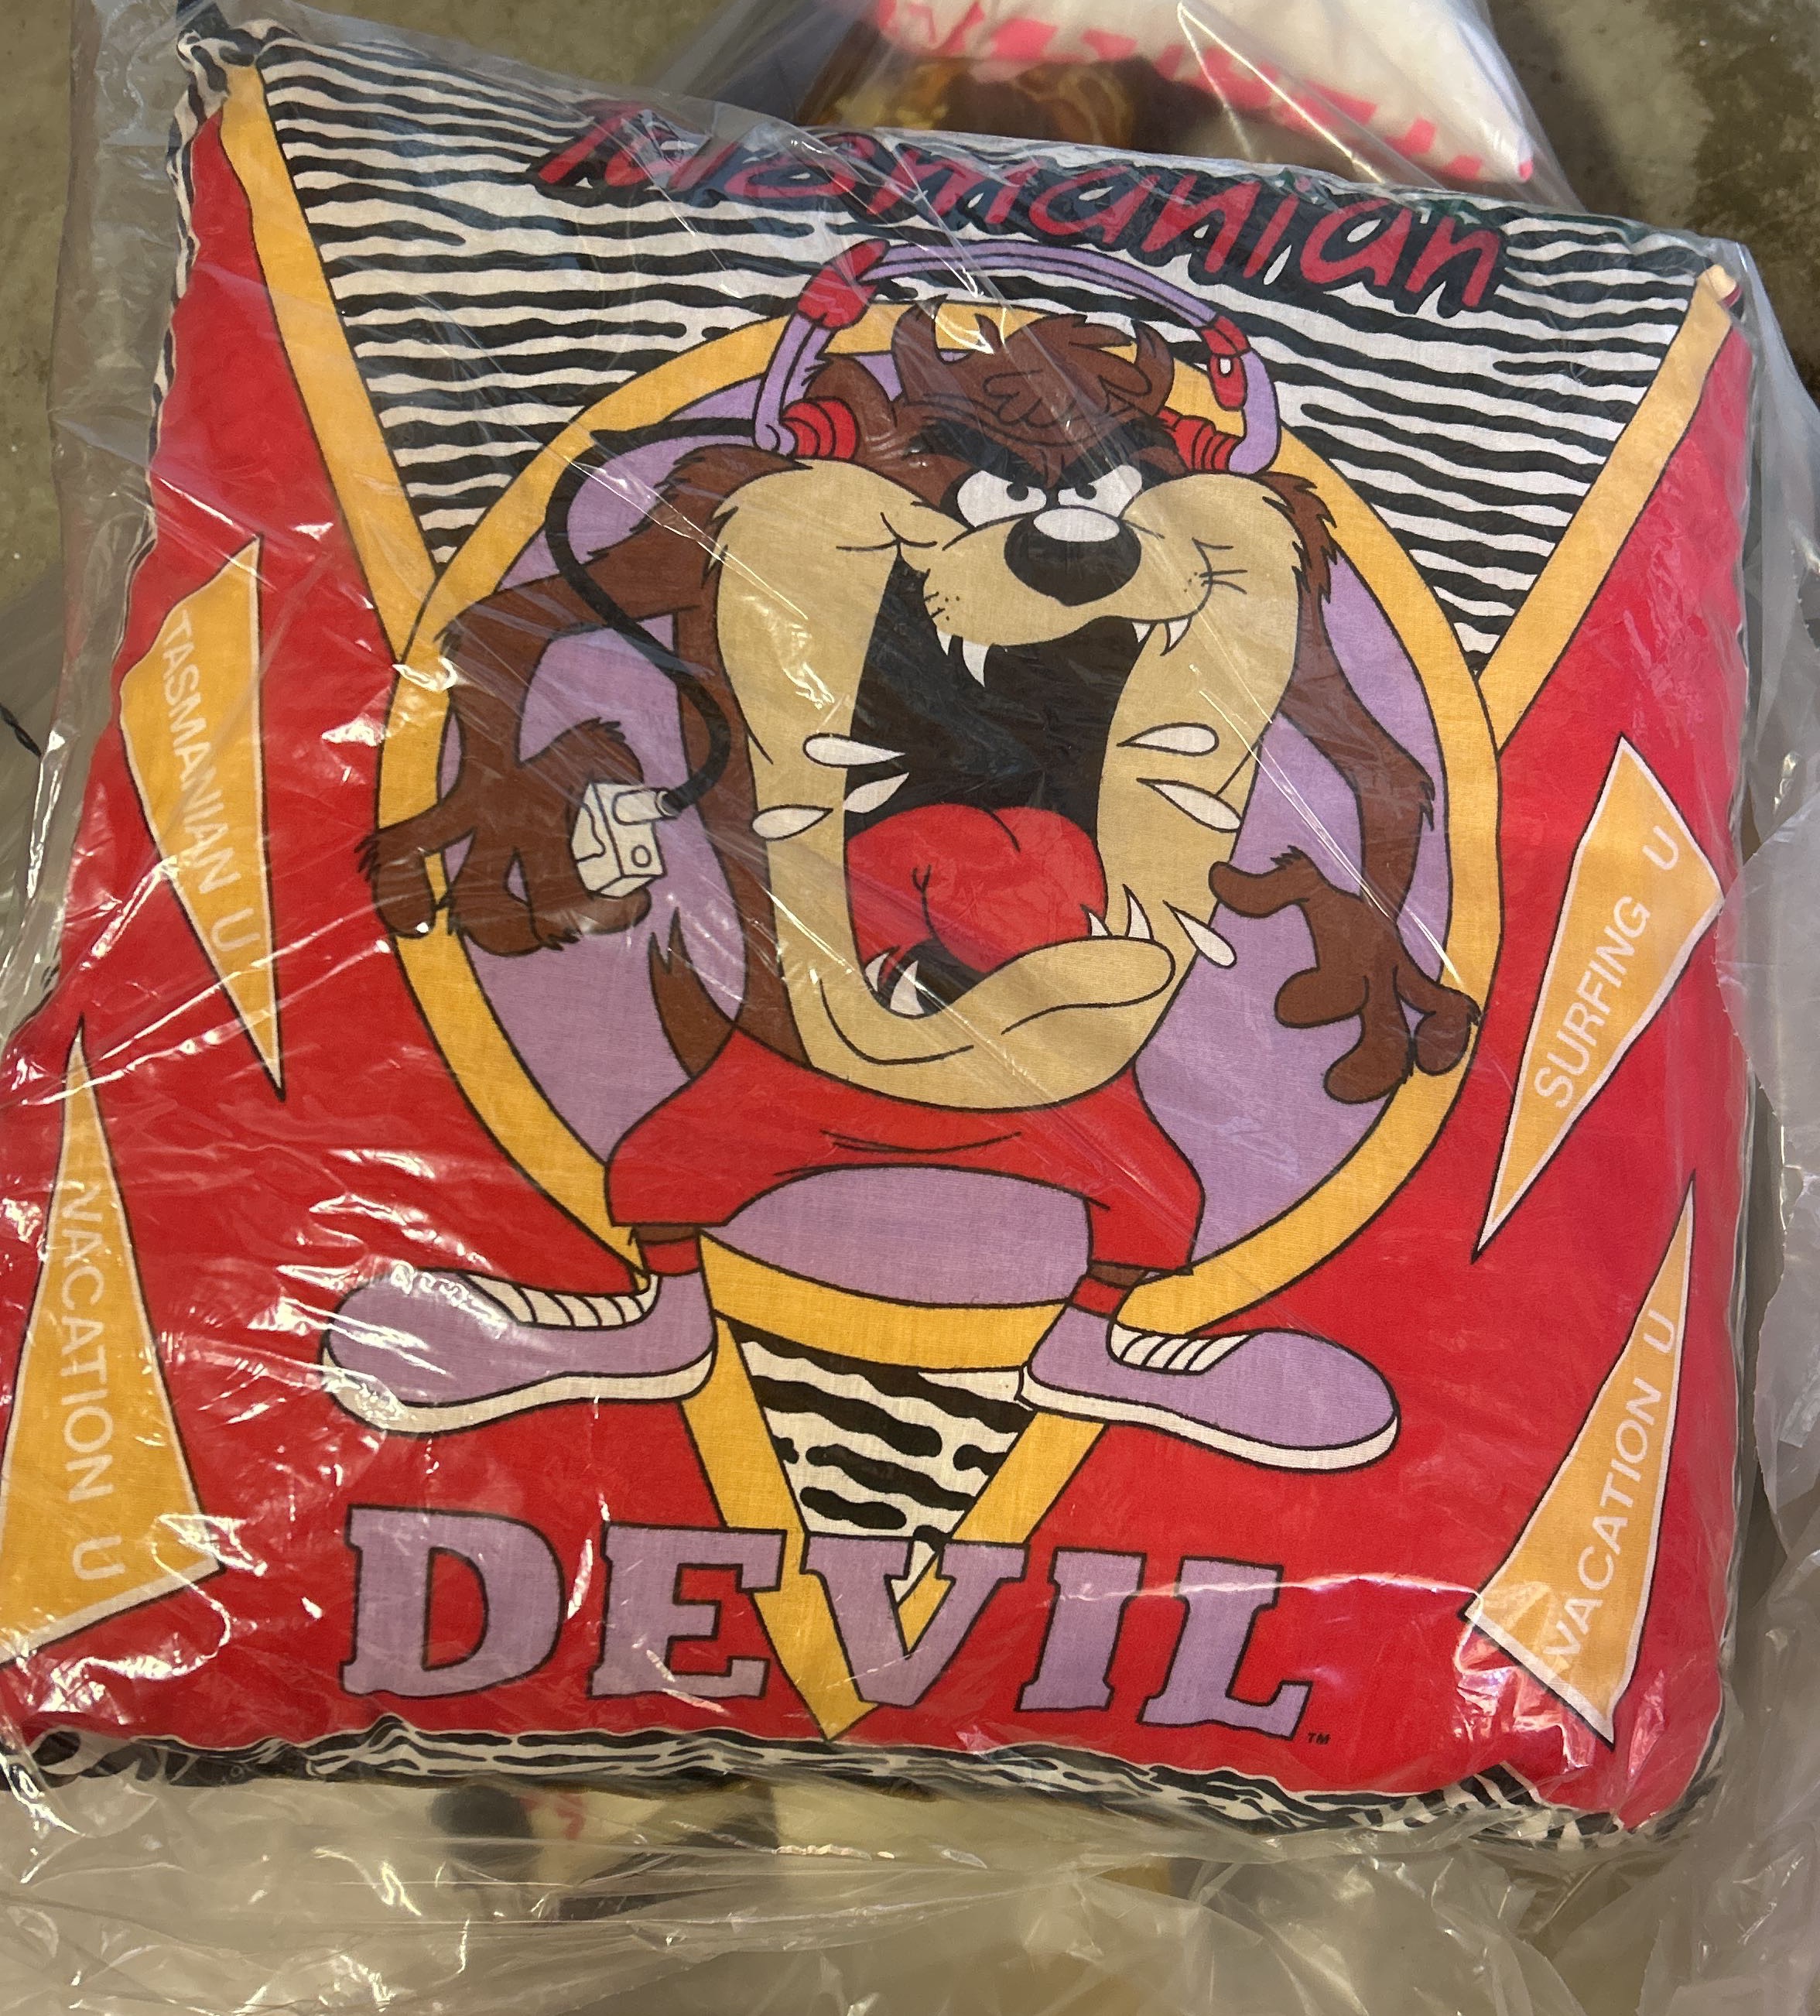 Tasmanian
TASMANIAN U
SURFING U
VACATION U
VACATION U
DEVIL
TM